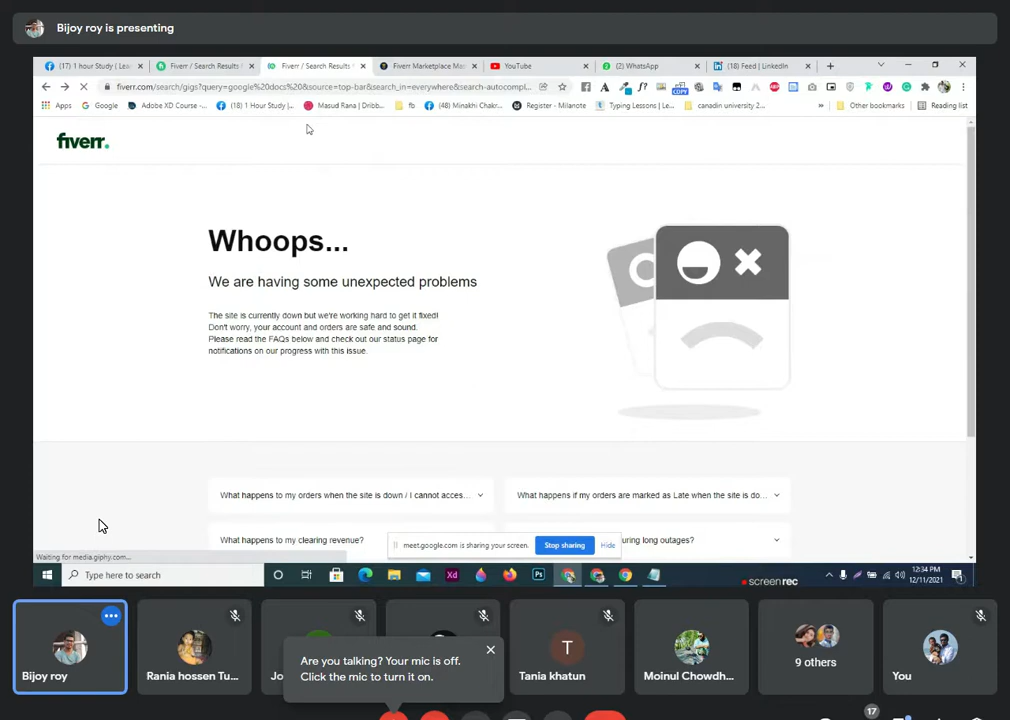 Bijoy roy is presenting
(17) 1 hour Study ( Lea
Fiverr / Search Results
Fiverr / Search Results
Fiverr Marketplace Ma
YouTube
(2) WhatsApp
(18) Feed | LinkedIn
fiverr.com/search/gigs?query=google%20docs%20&source=top-bar&search_in=everywhere&search-autocompl...
Apps
Google
Adobe XD Course -...
(18) 1 Hour Study |...
Masud Rana | Dribb...
fb
(48) Minakhi Chakr...
Register - Milanote
Typing Lessons | Le...
canadin university 2...
»
Other bookmarks
Reading list
fiverr.
Whoops...
We are having some unexpected problems
The site is currently down but we're working hard to get it fixed!
Don't worry, your account and orders are safe and sound.
Please read the FAQs below and check out our status page for
notifications on our progress with this issue.
What happens to my orders when the site is down / I cannot acces...
What happens if my orders are marked as Late when the site is do...
What happens to my clearing revenue?
uring long outages?
meet.google.com is sharing your screen.
Stop sharing
Hide
Waiting for media.giphy.com...
Type here to search
Xd
Ps
12:34 PM
12/11/2021
screenrec
Bijoy roy
Rania hossen Tu...
Jo
Are you talking? Your mic is off.
Click the mic to turn it on.
T
Tania khatun
Moinul Chowdh...
9 others
You
17